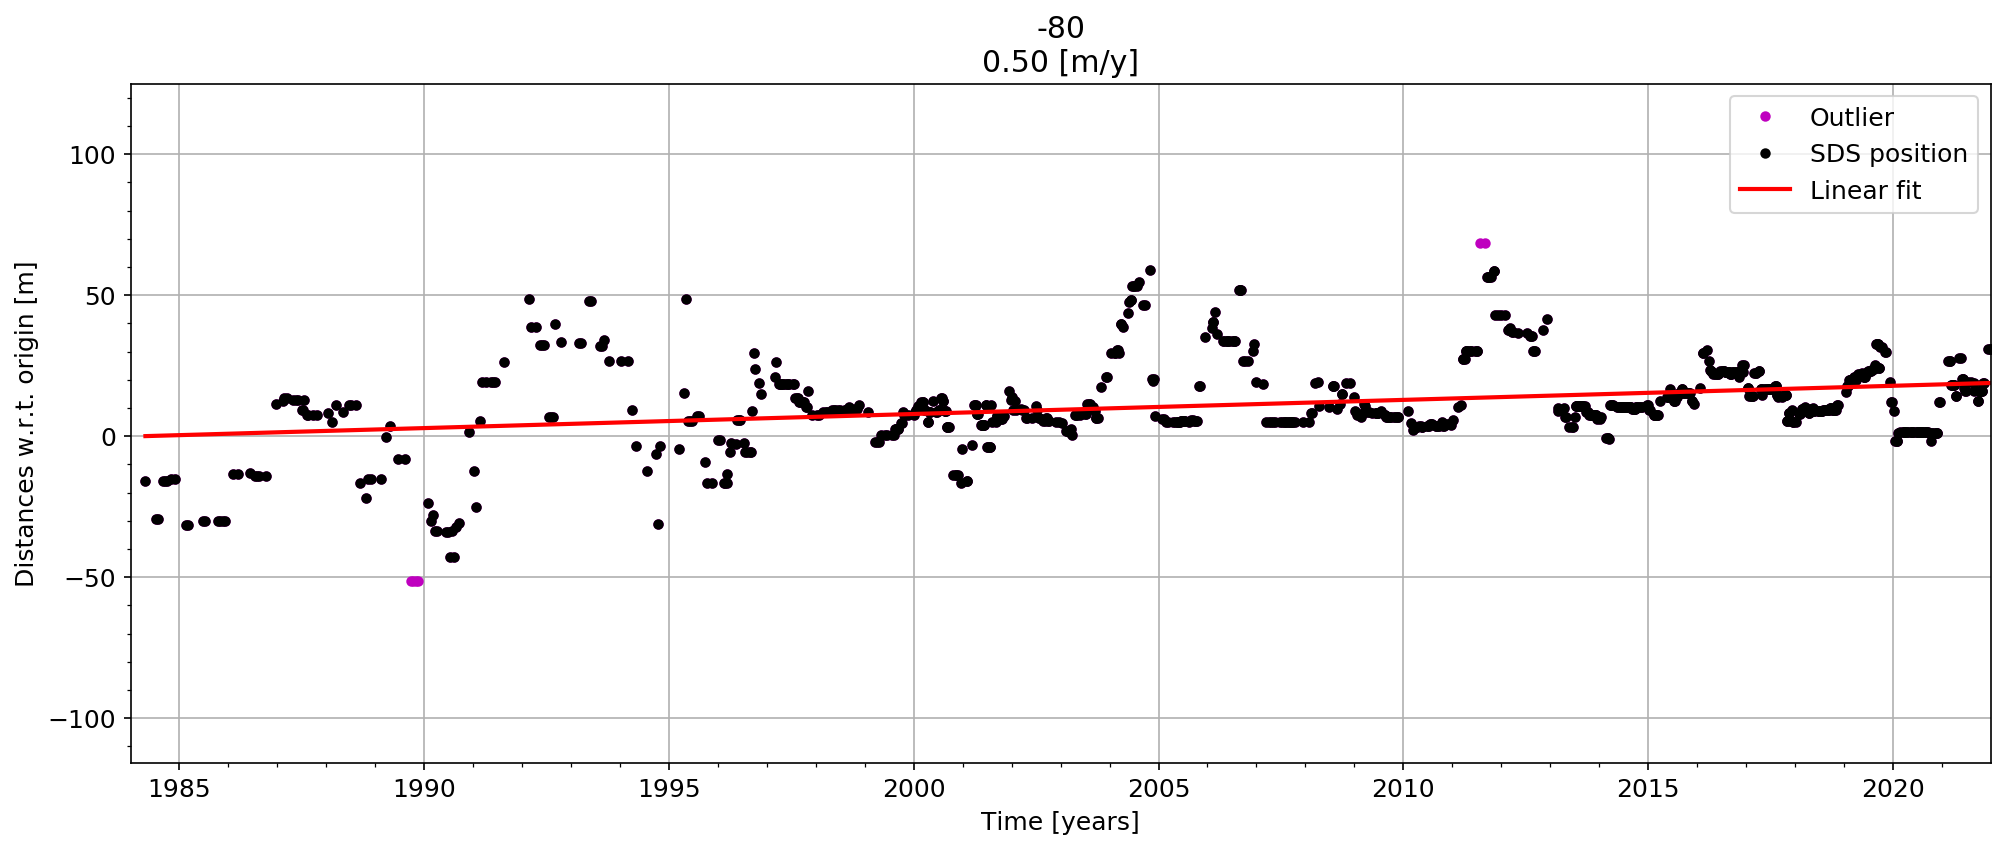 -80
0.50 [m/y]
Outlier
SDS position
Linear fit
Distances w.r.t. origin [m]
100
50
0
−50
−100
1985 1990 1995 2000 2005 2010 2015 2020
Time [years]